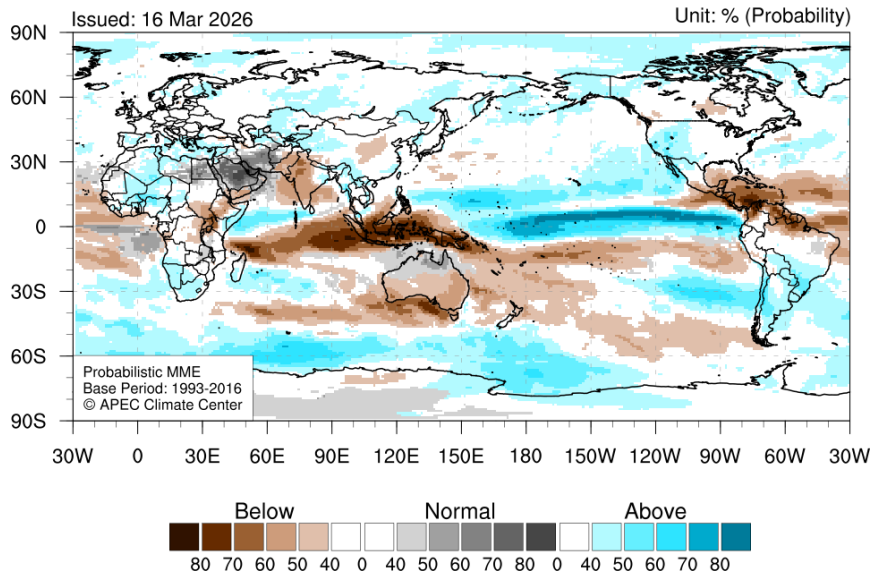 Issued: 16 Mar 2026
Unit: % (Probability)
90N
60N
30N
0
30S
60S
90S
Probabilistic MME
Base Period: 1993-2016
© APEC Climate Center
30W 0 30E 60E 90E 120E 150E 180 150W 120W 90W 60W 30W
Below Normal Above
80 70 60 50 40 0 40 50 60 70 80 0 40 50 60 70 80